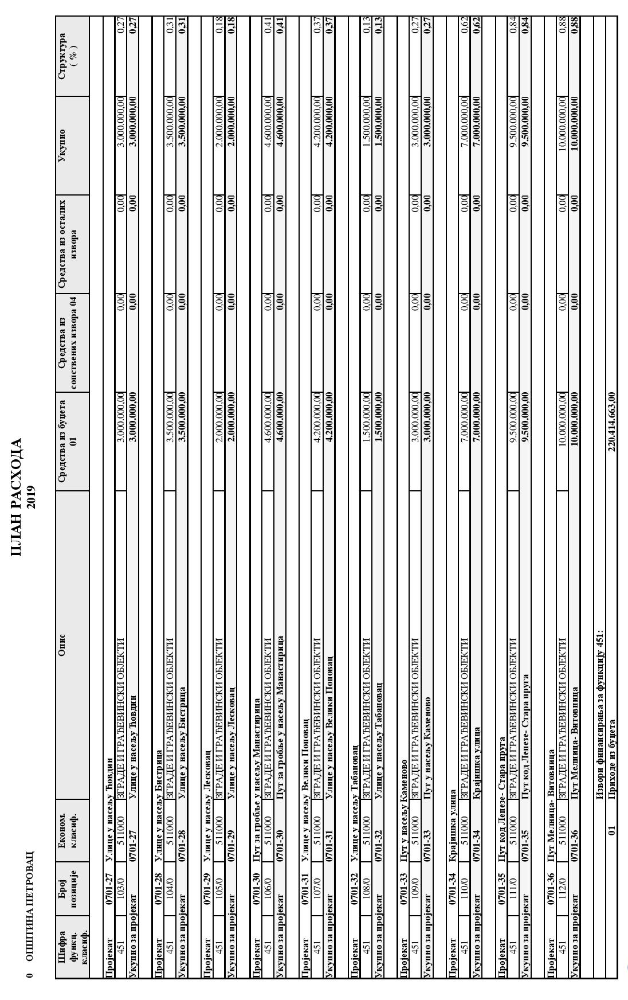 ПЛАН РАСХОДА
2019
0 ОПШТИНА ПЕТРОВАЦ
Шифра функц. класиф. Број позиције Економ. класиф. Опис Средства из буџета 01 Средства из сопствених извора 04 Средства из осталих извора Укупно Структура ( % )
Пројекат 0701-27 Улице у насељу Ћовдин
451 103/0 511000 ЗГРАДЕ И ГРАЂЕВИНСКИ ОБЈЕКТИ 3.000.000,00 0,00 0,00 3.000.000,00 0,27
Укупно за пројекат 0701-27 Улице у насељу Ћовдин 3.000.000,00 0,00 0,00 3.000.000,00 0,27
Пројекат 0701-28 Улице у насељу Бистрица
451 104/0 511000 ЗГРАДЕ И ГРАЂЕВИНСКИ ОБЈЕКТИ 3.500.000,00 0,00 0,00 3.500.000,00 0,31
Укупно за пројекат 0701-28 Улице у насељу Бистрица 3.500.000,00 0,00 0,00 3.500.000,00 0,31
Пројекат 0701-29 Улице у насељу Лесковац
451 105/0 511000 ЗГРАДЕ И ГРАЂЕВИНСКИ ОБЈЕКТИ 2.000.000,00 0,00 0,00 2.000.000,00 0,18
Укупно за пројекат 0701-29 Улице у насељу Лесковац 2.000.000,00 0,00 0,00 2.000.000,00 0,18
Пројекат 0701-30 Пут за гробље у насељу Манастирица
451 106/0 511000 ЗГРАДЕ И ГРАЂЕВИНСКИ ОБЈЕКТИ 4.600.000,00 0,00 0,00 4.600.000,00 0,41
Укупно за пројекат 0701-30 Пут за гробље у насељу Манастирица 4.600.000,00 0,00 0,00 4.600.000,00 0,41
Пројекат 0701-31 Улице у насељу Велики Поповац
451 107/0 511000 ЗГРАДЕ И ГРАЂЕВИНСКИ ОБЈЕКТИ 4.200.000,00 0,00 0,00 4.200.000,00 0,37
Укупно за пројекат 0701-31 Улице у насељу Велики Поповац 4.200.000,00 0,00 0,00 4.200.000,00 0,37
Пројекат 0701-32 Улице у насељу Табановац
451 108/0 511000 ЗГРАДЕ И ГРАЂЕВИНСКИ ОБЈЕКТИ 1.500.000,00 0,00 0,00 1.500.000,00 0,13
Укупно за пројекат 0701-32 Улице у насељу Табановац 1.500.000,00 0,00 0,00 1.500.000,00 0,13
Пројекат 0701-33 Пут у насељу Каменово
451 109/0 511000 ЗГРАДЕ И ГРАЂЕВИНСКИ ОБЈЕКТИ 3.000.000,00 0,00 0,00 3.000.000,00 0,27
Укупно за пројекат 0701-33 Пут у насељу Каменово 3.000.000,00 0,00 0,00 3.000.000,00 0,27
Пројекат 0701-34 Крајишка улица
451 110/0 511000 ЗГРАДЕ И ГРАЂЕВИНСКИ ОБЈЕКТИ 7.000.000,00 0,00 0,00 7.000.000,00 0,62
Укупно за пројекат 0701-34 Крајишка улица 7.000.000,00 0,00 0,00 7.000.000,00 0,62
Пројекат 0701-35 Пут код Лепезе- Стара пруга
451 111/0 511000 ЗГРАДЕ И ГРАЂЕВИНСКИ ОБЈЕКТИ 9.500.000,00 0,00 0,00 9.500.000,00 0,84
Укупно за пројекат 0701-35 Пут код Лепезе- Стара пруга 9.500.000,00 0,00 0,00 9.500.000,00 0,84
Пројекат 0701-36 Пут Мелница- Витовница
451 112/0 511000 ЗГРАДЕ И ГРАЂЕВИНСКИ ОБЈЕКТИ 10.000.000,00 0,00 0,00 10.000.000,00 0,88
Укупно за пројекат 0701-36 Пут Мелница- Витовница 10.000.000,00 0,00 0,00 10.000.000,00 0,88
Извори финансирања за функцију 451:
01 Приходе из буџета 220.414.663,00